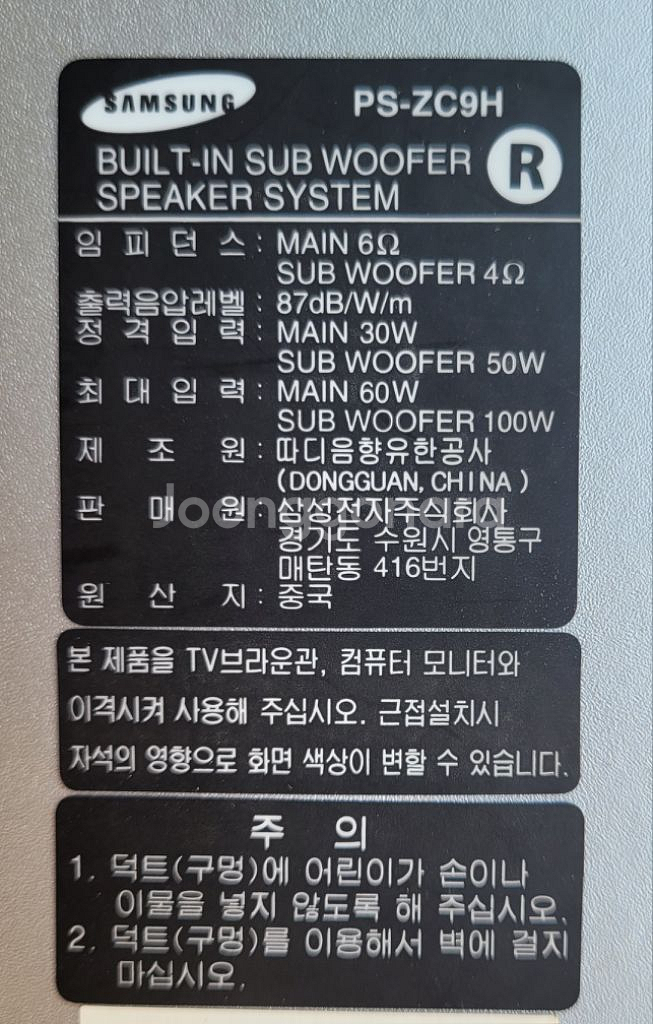 SAMSUNG PS-ZC9H
BUILT-IN SUB WOOFER
SPEAKER SYSTEM
R
임 피 던 스 : MAIN 6Ω
SUB WOOFER 4Ω
출력음압레벨 : 87dB/W/m
정 격 입 력 : MAIN 30W
SUB WOOFER 50W
최 대 입 력 : MAIN 60W
SUB WOOFER 100W
제 조 원 : 따디음향유한공사
(DONGGUAN, CHINA)
판 매 원 : 삼성전자주식회사
경기도 수원시 영통구
매탄동 416번지
원 산 지 : 중국
Joonggonara
본 제품을 TV브라운관, 컴퓨터 모니터와
이격시켜 사용해 주십시오. 근접설치시
자석의 영향으로 화면 색상이 변할 수 있습니다.
주 의
1. 덕트(구멍)에 어린이가 손이나
이물을 넣지 않도록 해 주십시오.
2. 덕트(구멍)를 이용해서 벽에 걸지
마십시오.